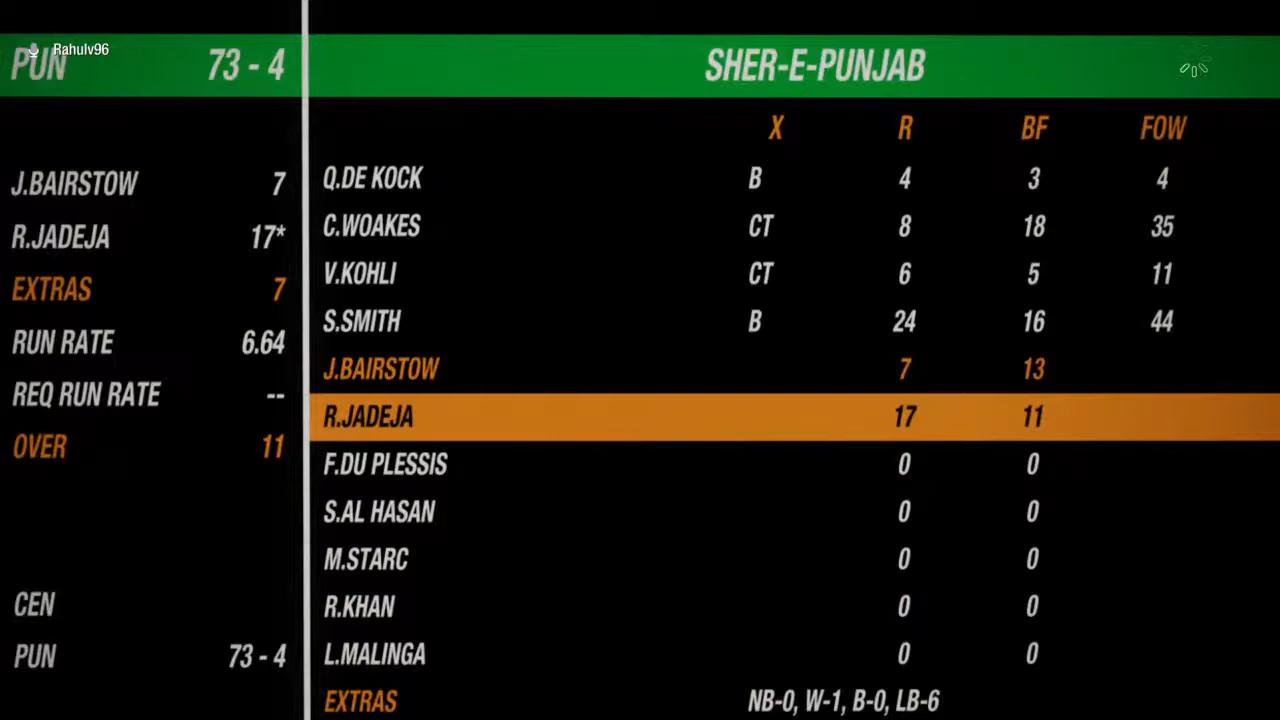 Rahulv96
PUN 73 - 4
J.BAIRSTOW 7
R.JADEJA 17*
EXTRAS 7
RUN RATE 6.64
REQ RUN RATE --
OVER 11
CEN
PUN 73 - 4
SHER-E-PUNJAB
X R BF FOW
Q.DE KOCK B 4 3 4
C.WOAKES CT 8 18 35
V.KOHLI CT 6 5 11
S.SMITH B 24 16 44
J.BAIRSTOW 7 13
R.JADEJA 17 11
F.DU PLESSIS 0 0
S.AL HASAN 0 0
M.STARC 0 0
R.KHAN 0 0
L.MALINGA 0 0
EXTRAS NB-0, W-1, B-0, LB-6